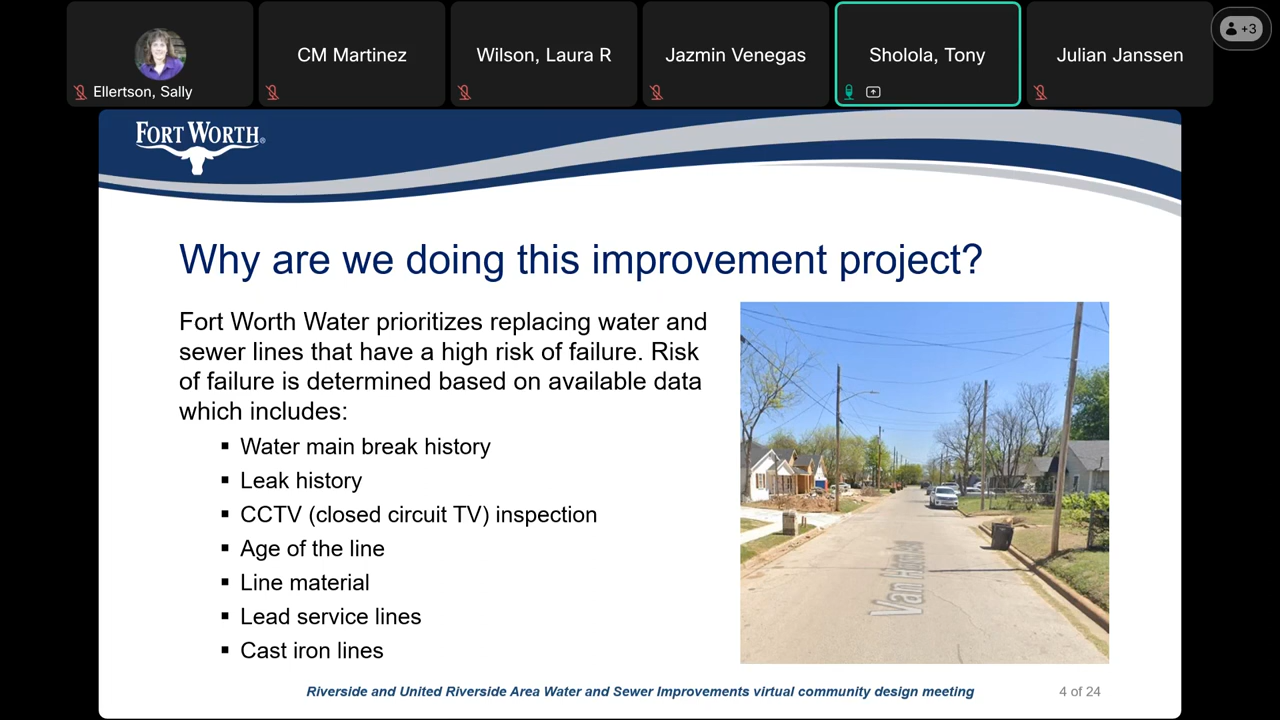 CM Martinez
Wilson, Laura R
Jazmin Venegas
Sholola, Tony
Julian Janssen
+3
Ellertson, Sally
FORT WORTH®
Why are we doing this improvement project?
Fort Worth Water prioritizes replacing water and
sewer lines that have a high risk of failure. Risk
of failure is determined based on available data
which includes:
▪ Water main break history
▪ Leak history
▪ CCTV (closed circuit TV) inspection
▪ Age of the line
▪ Line material
▪ Lead service lines
▪ Cast iron lines
Van Horn Ave
Riverside and United Riverside Area Water and Sewer Improvements virtual community design meeting
4 of 24